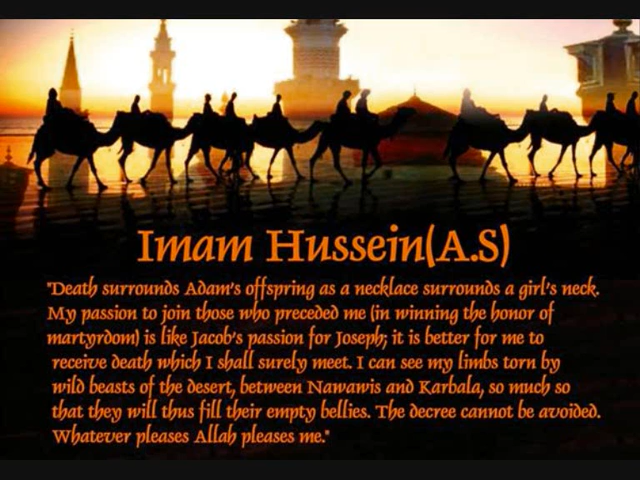 Imam Hussein(A.S)
"Death surrounds Adam's offspring as a necklace surrounds a girl's neck.
My passion to join those who preceded me (in winning the honor of
martyrdom) is like Jacob's passion for Joseph; it is better for me to
receive death which I shall surely meet. I can see my limbs torn by
wild beasts of the desert, between Nawawis and Karbala, so much so
that they will thus fill their empty bellies. The decree cannot be avoided.
Whatever pleases Allah pleases me."